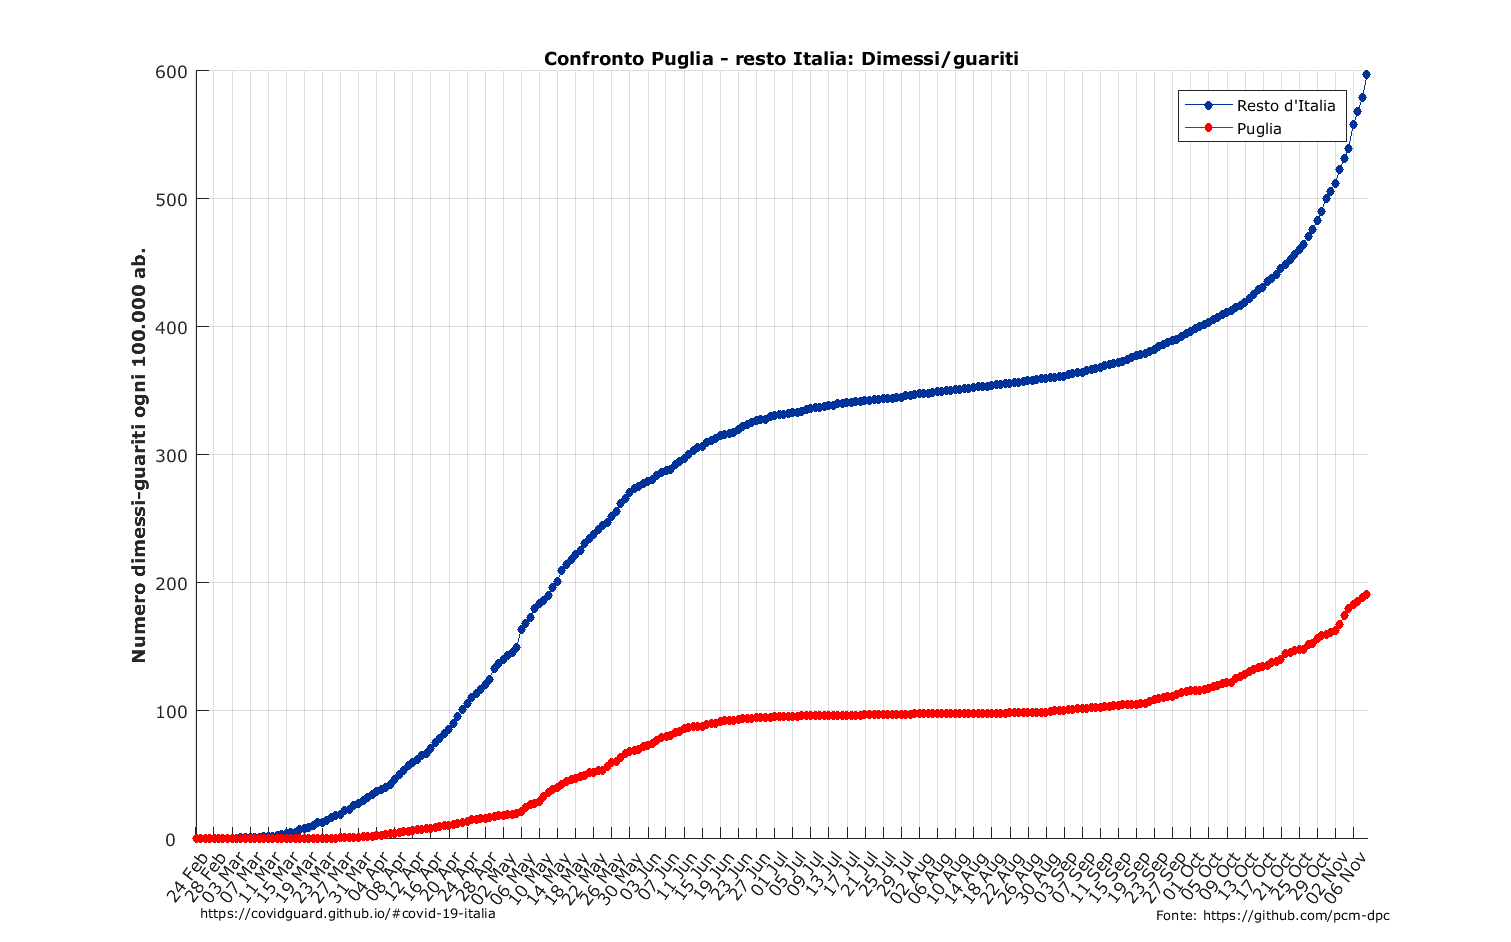 Confronto Puglia - resto Italia: Dimessi/guariti
Numero dimessi-guariti ogni 100.000 ab.
600
500
400
300
200
100
0
Resto d'Italia
Puglia
24 Feb
28 Feb
03 Mar
07 Mar
11 Mar
15 Mar
19 Mar
23 Mar
27 Mar
31 Mar
04 Apr
08 Apr
12 Apr
16 Apr
20 Apr
24 Apr
28 Apr
02 May
06 May
10 May
14 May
18 May
22 May
26 May
30 May
03 Jun
07 Jun
11 Jun
15 Jun
19 Jun
23 Jun
27 Jun
01 Jul
05 Jul
09 Jul
13 Jul
17 Jul
21 Jul
25 Jul
29 Jul
02 Aug
06 Aug
10 Aug
14 Aug
18 Aug
22 Aug
26 Aug
30 Aug
03 Sep
07 Sep
11 Sep
15 Sep
19 Sep
23 Sep
27 Sep
01 Oct
05 Oct
09 Oct
13 Oct
17 Oct
21 Oct
25 Oct
29 Oct
02 Nov
06 Nov
https://covidguard.github.io/#covid-19-italia
Fonte: https://github.com/pcm-dpc